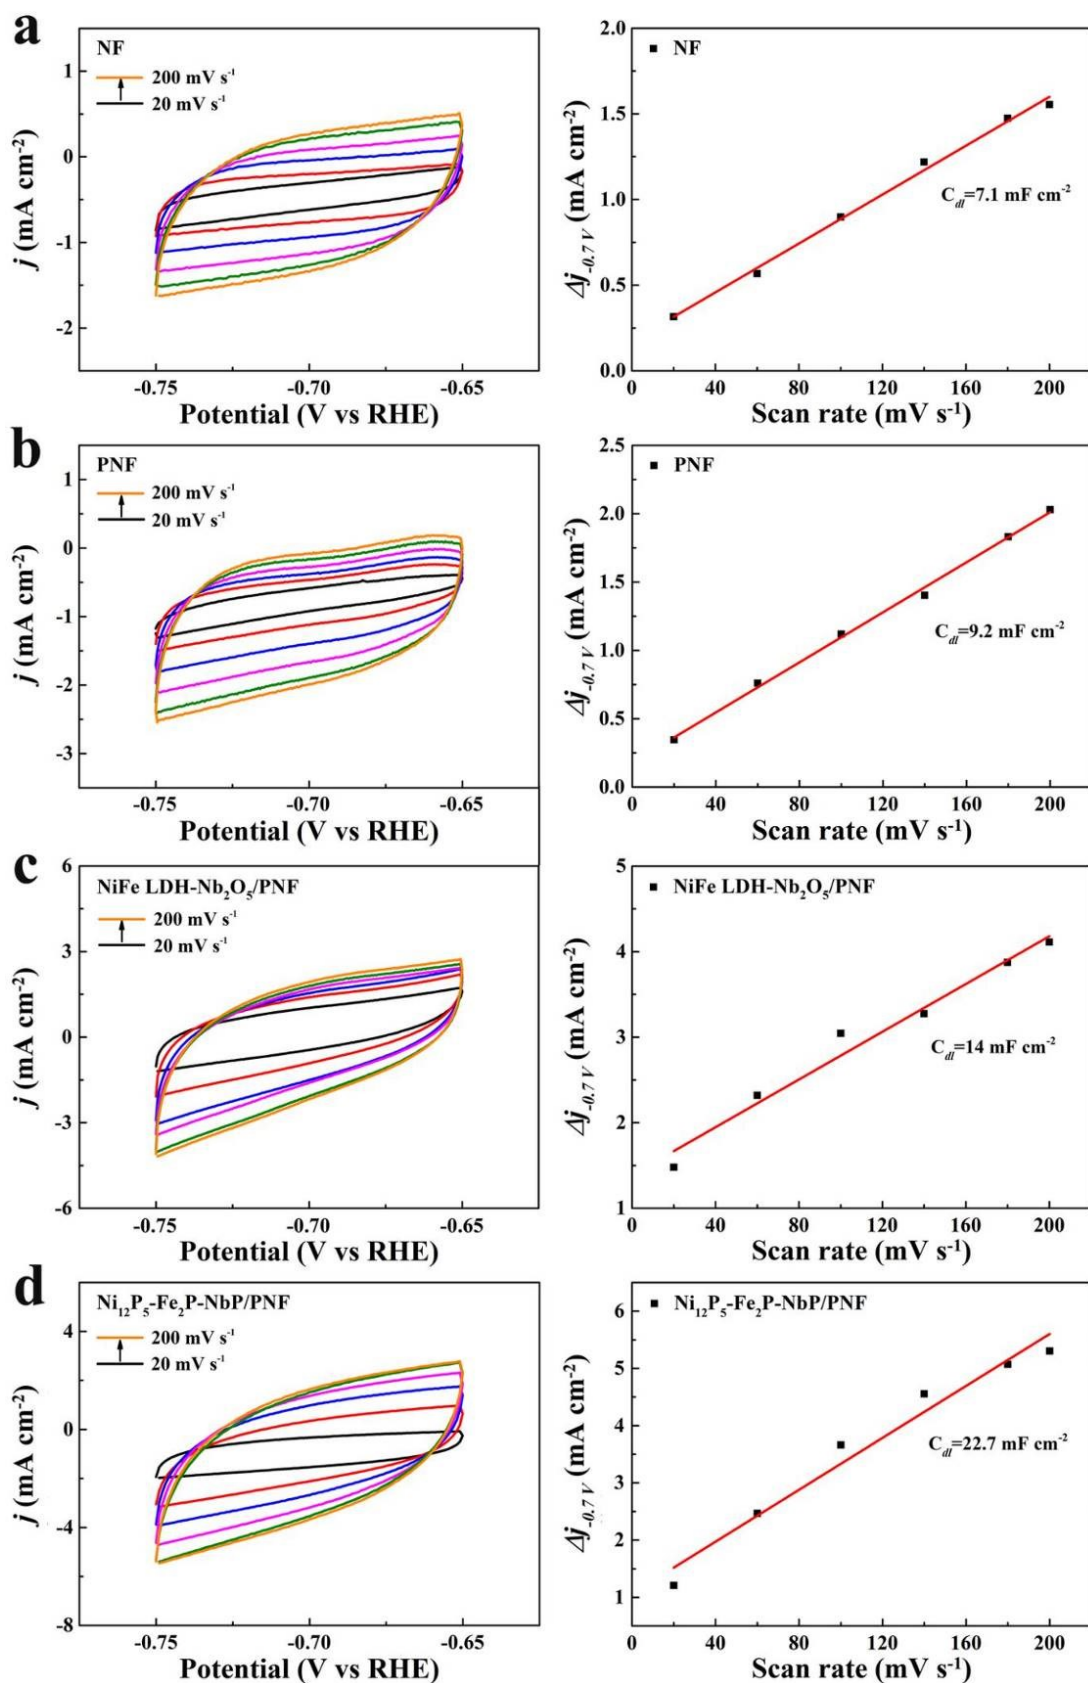 a
NF
200 mV s⁻¹
20 mV s⁻¹
1
0
-1
-2
j (mA cm⁻²)
-0.75 -0.70 -0.65
Potential (V vs RHE)
NF
2.0
1.5
1.0
0.5
0.0
Δj₋₀.₇ V (mA cm⁻²)
C_dl=7.1 mF cm⁻²
0 40 80 120 160 200
Scan rate (mV s⁻¹)
b
PNF
200 mV s⁻¹
20 mV s⁻¹
1
0
-1
-2
-3
j (mA cm⁻²)
-0.75 -0.70 -0.65
Potential (V vs RHE)
PNF
2.5
2.0
1.5
1.0
0.5
0.0
Δj₋₀.₇ V (mA cm⁻²)
C_dl=9.2 mF cm⁻²
0 40 80 120 160 200
Scan rate (mV s⁻¹)
c
NiFe LDH-Nb₂O₅/PNF
200 mV s⁻¹
20 mV s⁻¹
6
3
0
-3
-6
j (mA cm⁻²)
-0.75 -0.70 -0.65
Potential (V vs RHE)
NiFe LDH-Nb₂O₅/PNF
5
4
3
2
1
Δj₋₀.₇ V (mA cm⁻²)
C_dl=14 mF cm⁻²
0 40 80 120 160 200
Scan rate (mV s⁻¹)
d
Ni₁₂P₅-Fe₂P-NbP/PNF
200 mV s⁻¹
20 mV s⁻¹
4
0
-4
-8
j (mA cm⁻²)
-0.75 -0.70 -0.65
Potential (V vs RHE)
Ni₁₂P₅-Fe₂P-NbP/PNF
6
5
3
2
1
Δj₋₀.₇ V (mA cm⁻²)
C_dl=22.7 mF cm⁻²
0 40 80 120 160 200
Scan rate (mV s⁻¹)